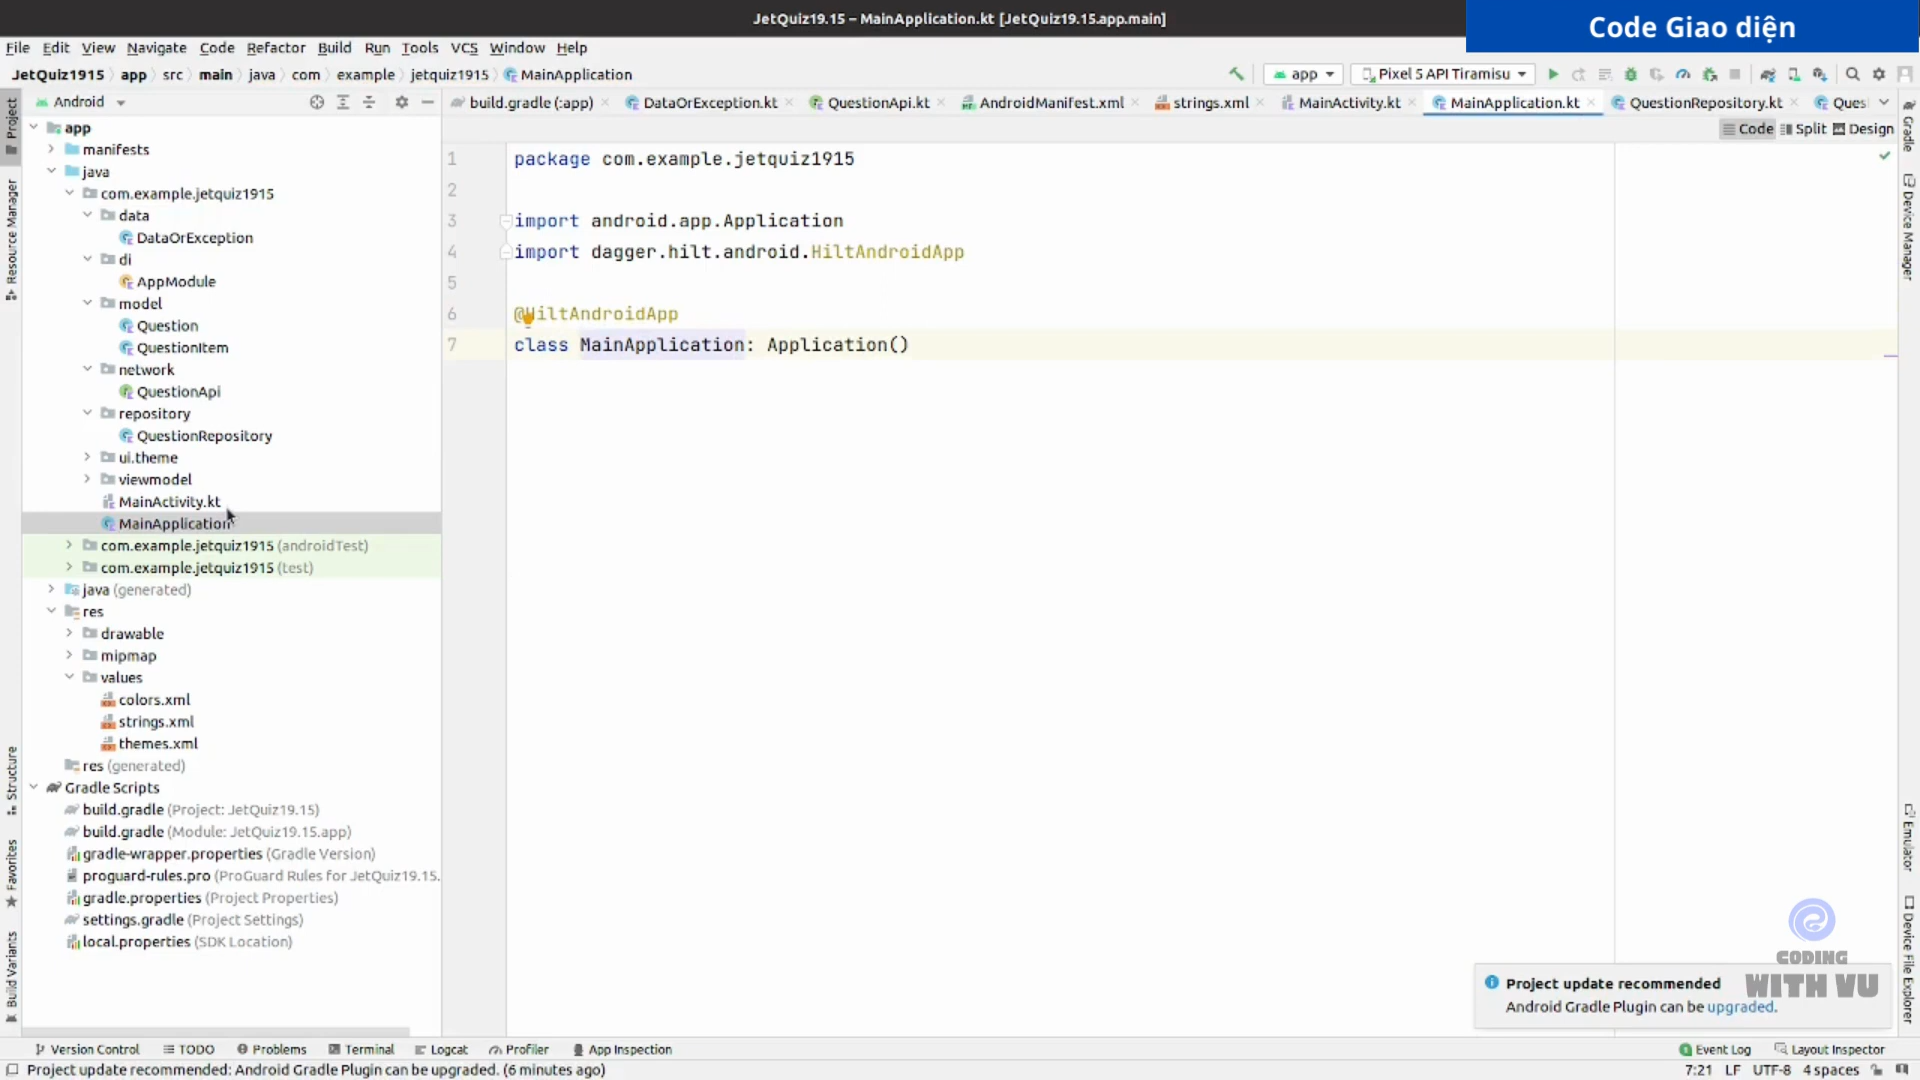 JetQuiz19.15 – MainApplication.kt [JetQuiz19.15.app.main]
Code Giao diện
File Edit View Navigate Code Refactor Build Run Tools VCS Window Help
JetQuiz1915 app src main java com example jetquiz1915 MainApplication
app
Pixel 5 API Tiramisu
Android
build.gradle (:app) DataOrException.kt QuestionApi.kt AndroidManifest.xml strings.xml MainActivity.kt MainApplication.kt QuestionRepository.kt Ques
Code Split Design
Project
Resource Manager
Structure
Favorites
Build Variants
app
manifests
java
com.example.jetquiz1915
data
DataOrException
di
AppModule
model
Question
QuestionItem
network
QuestionApi
repository
QuestionRepository
ui.theme
viewmodel
MainActivity.kt
MainApplication
com.example.jetquiz1915 (androidTest)
com.example.jetquiz1915 (test)
java (generated)
res
drawable
mipmap
values
colors.xml
strings.xml
themes.xml
res (generated)
Gradle Scripts
build.gradle (Project: JetQuiz19.15)
build.gradle (Module: JetQuiz19.15.app)
gradle-wrapper.properties (Gradle Version)
proguard-rules.pro (ProGuard Rules for JetQuiz19.15.
gradle.properties (Project Properties)
settings.gradle (Project Settings)
local.properties (SDK Location)
1 package com.example.jetquiz1915
2
3 import android.app.Application
4 import dagger.hilt.android.HiltAndroidApp
5
6 @HiltAndroidApp
7 class MainApplication: Application()
Gradle
Device Manager
Emulator
Device File Explorer
CODING
WITH VU
Project update recommended
Android Gradle Plugin can be upgraded.
Version Control TODO Problems Terminal Logcat Profiler App Inspection Event Log Layout Inspector
Project update recommended: Android Gradle Plugin can be upgraded. (6 minutes ago) 7:21 LF UTF-8 4 spaces